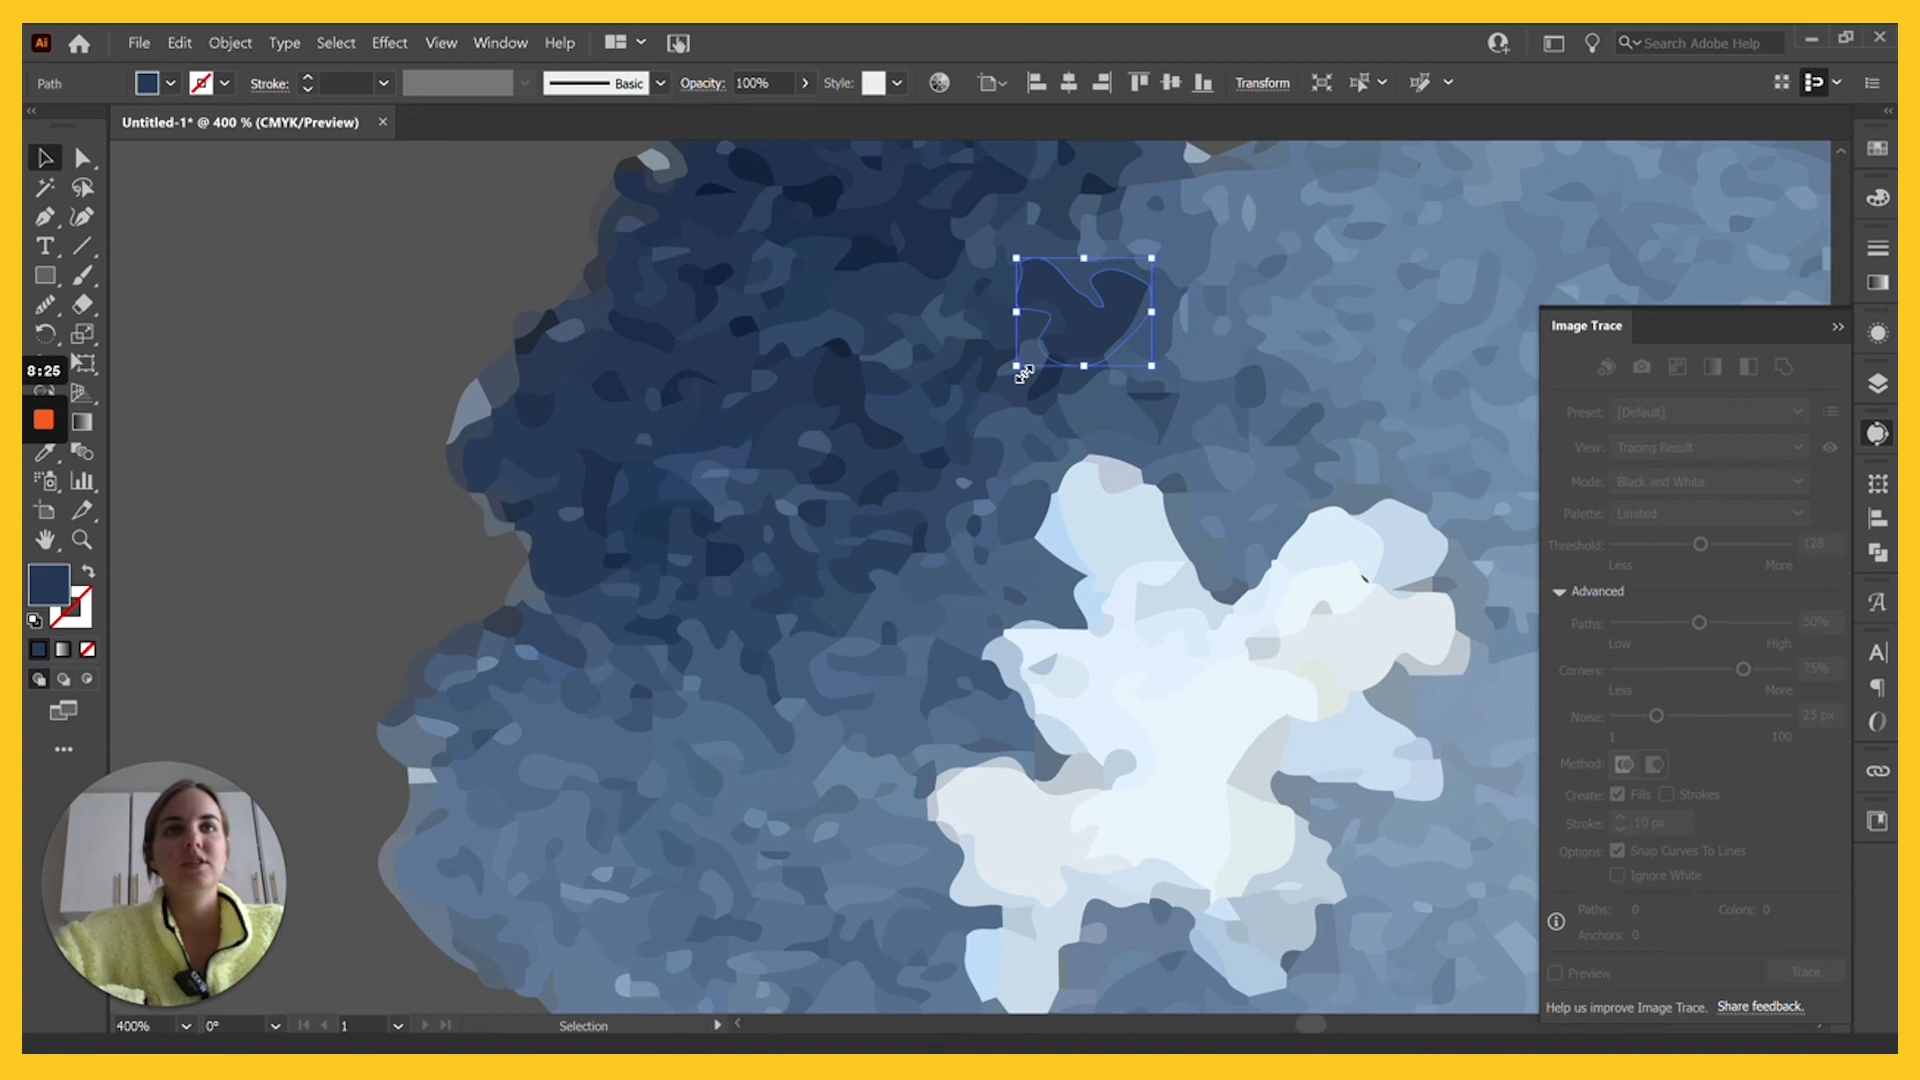 Ai File Edit Object Type Select Effect View Window Help Search Adobe Help
Path Stroke: Basic Opacity: 100% Style: Transform
Untitled-1* @ 400 % (CMYK/Preview)
8:25
Image Trace
Preset: [Default]
View: Tracing Result
Mode: Black and White
Palette: Limited
Threshold: 128
Less More
Advanced
Paths: 50%
Low High
Corners: 75%
Less More
Noise: 25 px
1 100
Method:
Create: Fills Strokes
Stroke: 10 px
Options: Snap Curves To Lines
Ignore White
Paths: 0 Colors: 0
Anchors: 0
Preview Trace
Help us improve Image Trace. Share feedback.
400% 0° 1 Selection